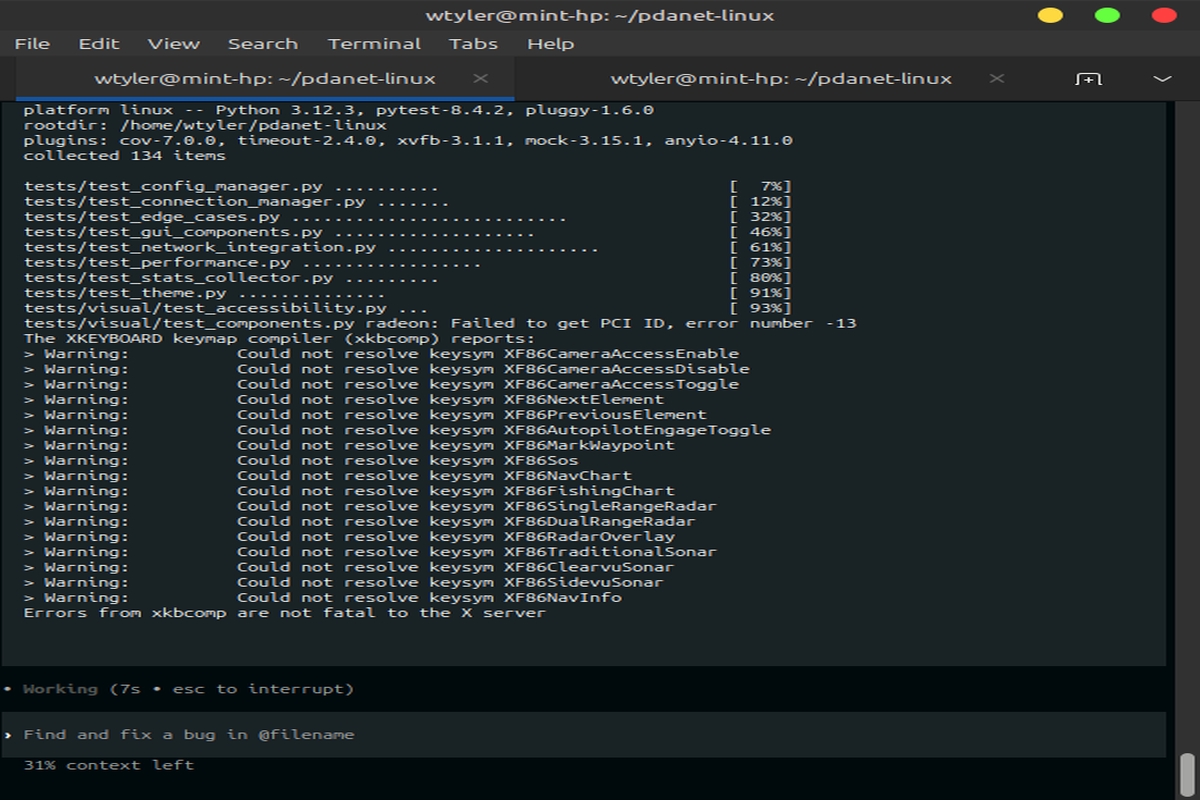 wtyler@mint-hp: ~/pdanet-linux
File Edit View Search Terminal Tabs Help
wtyler@mint-hp: ~/pdanet-linux × wtyler@mint-hp: ~/pdanet-linux ×
platform linux -- Python 3.12.3, pytest-8.4.2, pluggy-1.6.0
rootdir: /home/wtyler/pdanet-linux
plugins: cov-7.0.0, timeout-2.4.0, xvfb-3.1.1, mock-3.15.1, anyio-4.11.0
collected 134 items
tests/test_config_manager.py .......... [  7%]
tests/test_connection_manager.py ....... [ 12%]
tests/test_edge_cases.py .......................... [ 32%]
tests/test_gui_components.py ................... [ 46%]
tests/test_network_integration.py .................... [ 61%]
tests/test_performance.py ................. [ 73%]
tests/test_stats_collector.py ......... [ 80%]
tests/test_theme.py .............. [ 91%]
tests/visual/test_accessibility.py ... [ 93%]
tests/visual/test_components.py radeon: Failed to get PCI ID, error number -13
The XKEYBOARD keymap compiler (xkbcomp) reports:
> Warning:          Could not resolve keysym XF86CameraAccessEnable
> Warning:          Could not resolve keysym XF86CameraAccessDisable
> Warning:          Could not resolve keysym XF86CameraAccessToggle
> Warning:          Could not resolve keysym XF86NextElement
> Warning:          Could not resolve keysym XF86PreviousElement
> Warning:          Could not resolve keysym XF86AutopilotEngageToggle
> Warning:          Could not resolve keysym XF86MarkWaypoint
> Warning:          Could not resolve keysym XF86Sos
> Warning:          Could not resolve keysym XF86NavChart
> Warning:          Could not resolve keysym XF86FishingChart
> Warning:          Could not resolve keysym XF86SingleRangeRadar
> Warning:          Could not resolve keysym XF86DualRangeRadar
> Warning:          Could not resolve keysym XF86RadarOverlay
> Warning:          Could not resolve keysym XF86TraditionalSonar
> Warning:          Could not resolve keysym XF86ClearvuSonar
> Warning:          Could not resolve keysym XF86SidevuSonar
> Warning:          Could not resolve keysym XF86NavInfo
Errors from xkbcomp are not fatal to the X server
• Working (7s • esc to interrupt)
› Find and fix a bug in @filename
31% context left